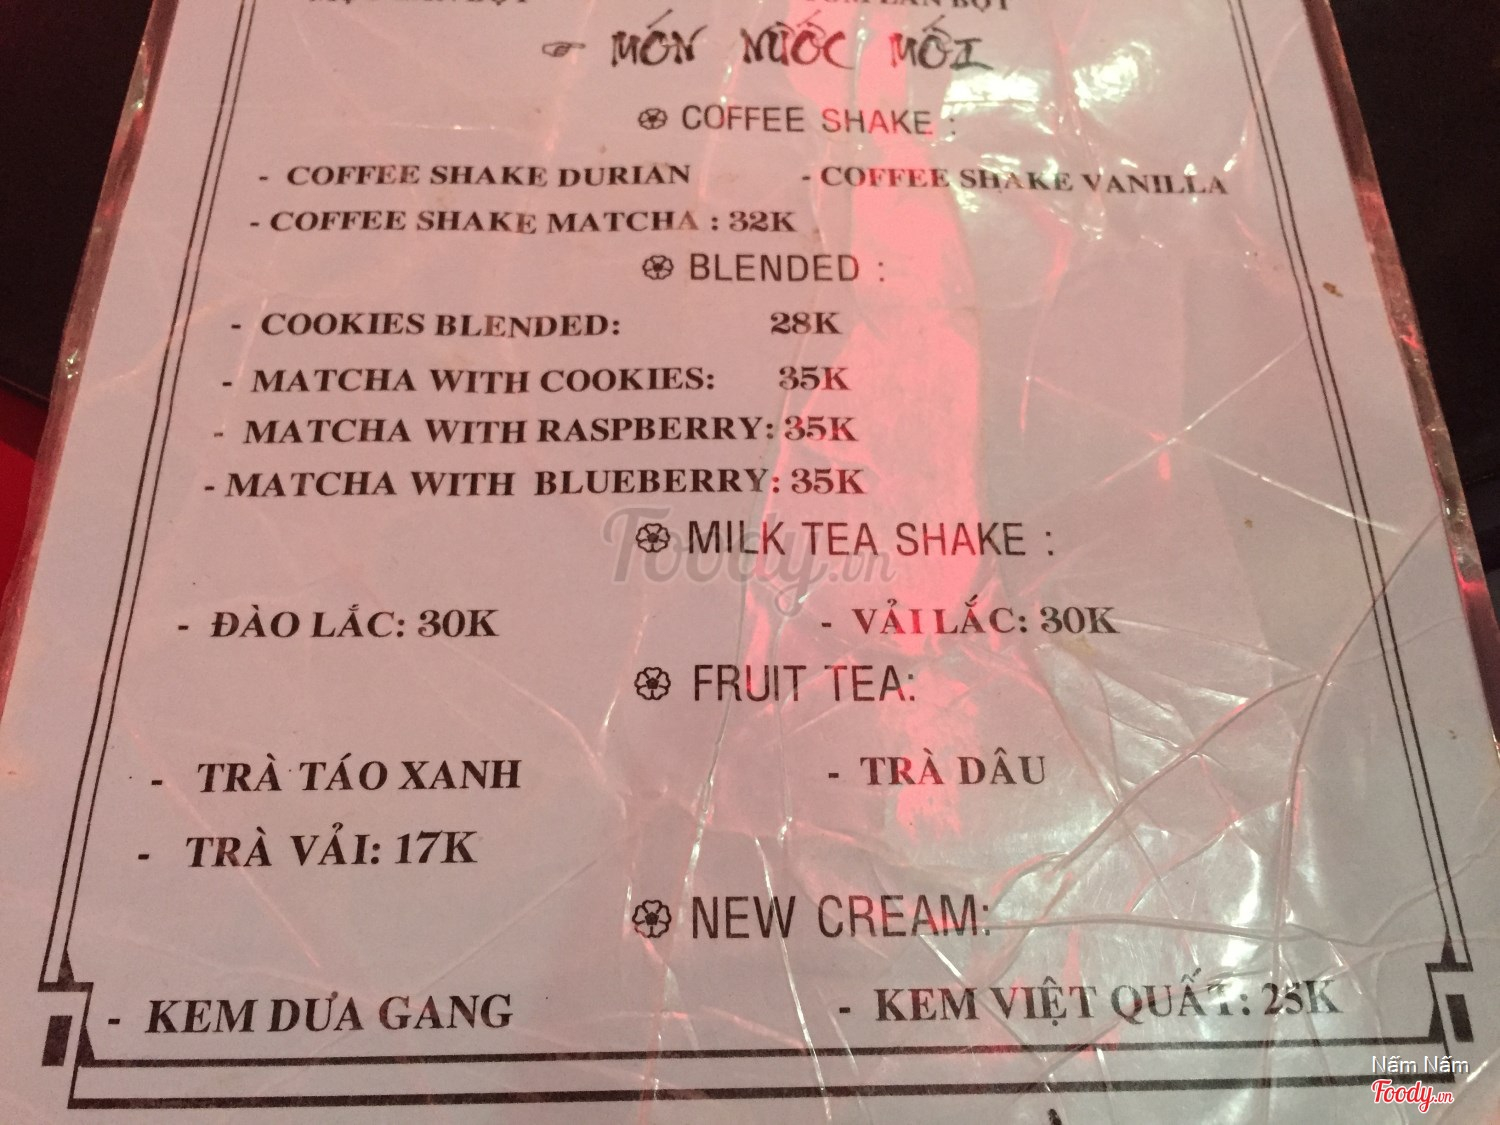 ☞ MÓN NƯỚC MỚI
COFFEE SHAKE :
- COFFEE SHAKE DURIAN - COFFEE SHAKE VANILLA
- COFFEE SHAKE MATCHA : 32K
BLENDED :
- COOKIES BLENDED: 28K
- MATCHA WITH COOKIES: 35K
- MATCHA WITH RASPBERRY: 35K
- MATCHA WITH BLUEBERRY: 35K
MILK TEA SHAKE :
Foody.vn
- ĐÀO LẮC: 30K - VẢI LẮC: 30K
FRUIT TEA:
- TRÀ TÁO XANH - TRÀ DÂU
- TRÀ VẢI: 17K
NEW CREAM:
- KEM DƯA GANG - KEM VIỆT QUẤT: 25K
Nấm Nấm
Foody.vn